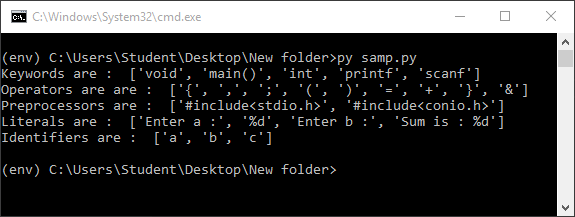 C:\Windows\System32\cmd.exe
(env) C:\Users\Student\Desktop\New folder>py samp.py
Keywords are :  ['void', 'main()', 'int', 'printf', 'scanf']
Operators are are :  ['{', ',', ';', '(', ')', '=', '+', '}', '&']
Preprocessors are :  ['#include<stdio.h>', '#include<conio.h>']
Literals are :  ['Enter a :', '%d', 'Enter b :', 'Sum is : %d']
Identifiers are :  ['a', 'b', 'c']
(env) C:\Users\Student\Desktop\New folder>